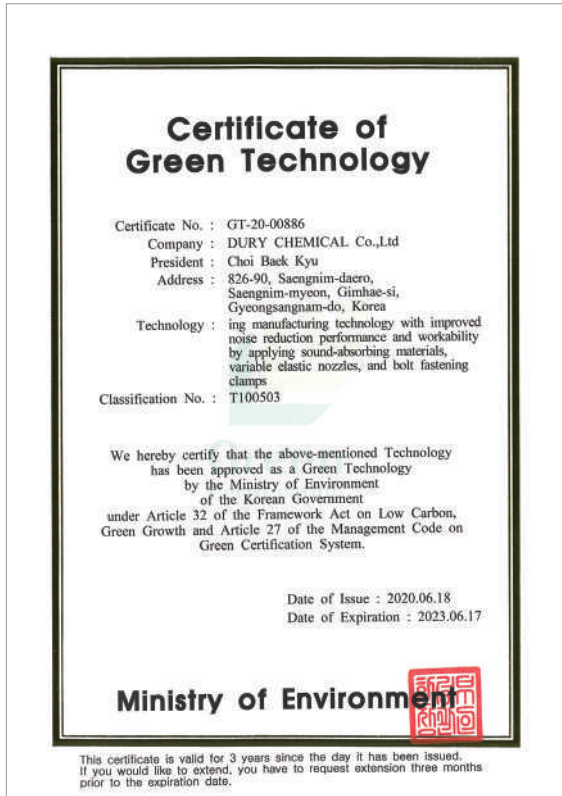 Certificate of
Green Technology
Certificate No. : GT-20-00886
Company : DURY CHEMICAL Co.,Ltd
President : Choi Baek Kyu
Address : 826-90, Saengnim-daero,
Saengnim-myeon, Gimhae-si,
Gyeongsangnam-do, Korea
Technology : ing manufacturing technology with improved
noise reduction performance and workability
by applying sound-absorbing materials,
variable elastic nozzles, and bolt fastening
clamps
Classification No. : T100503
We hereby certify that the above-mentioned Technology
has been approved as a Green Technology
by the Ministry of Environment
of the Korean Government
under Article 32 of the Framework Act on Low Carbon,
Green Growth and Article 27 of the Management Code on
Green Certification System.
Date of Issue : 2020.06.18
Date of Expiration : 2023.06.17
Ministry of Environment
This certificate is valid for 3 years since the day it has been issued.
If you would like to extend, you have to request extension three months
prior to the expiration date.